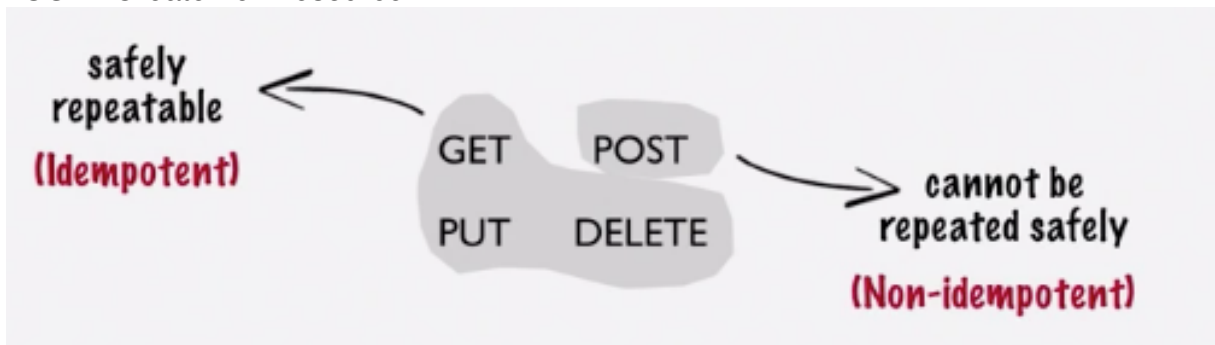 safely
repeatable
(Idempotent)
GET POST
PUT DELETE
cannot be
repeated safely
(Non-idempotent)